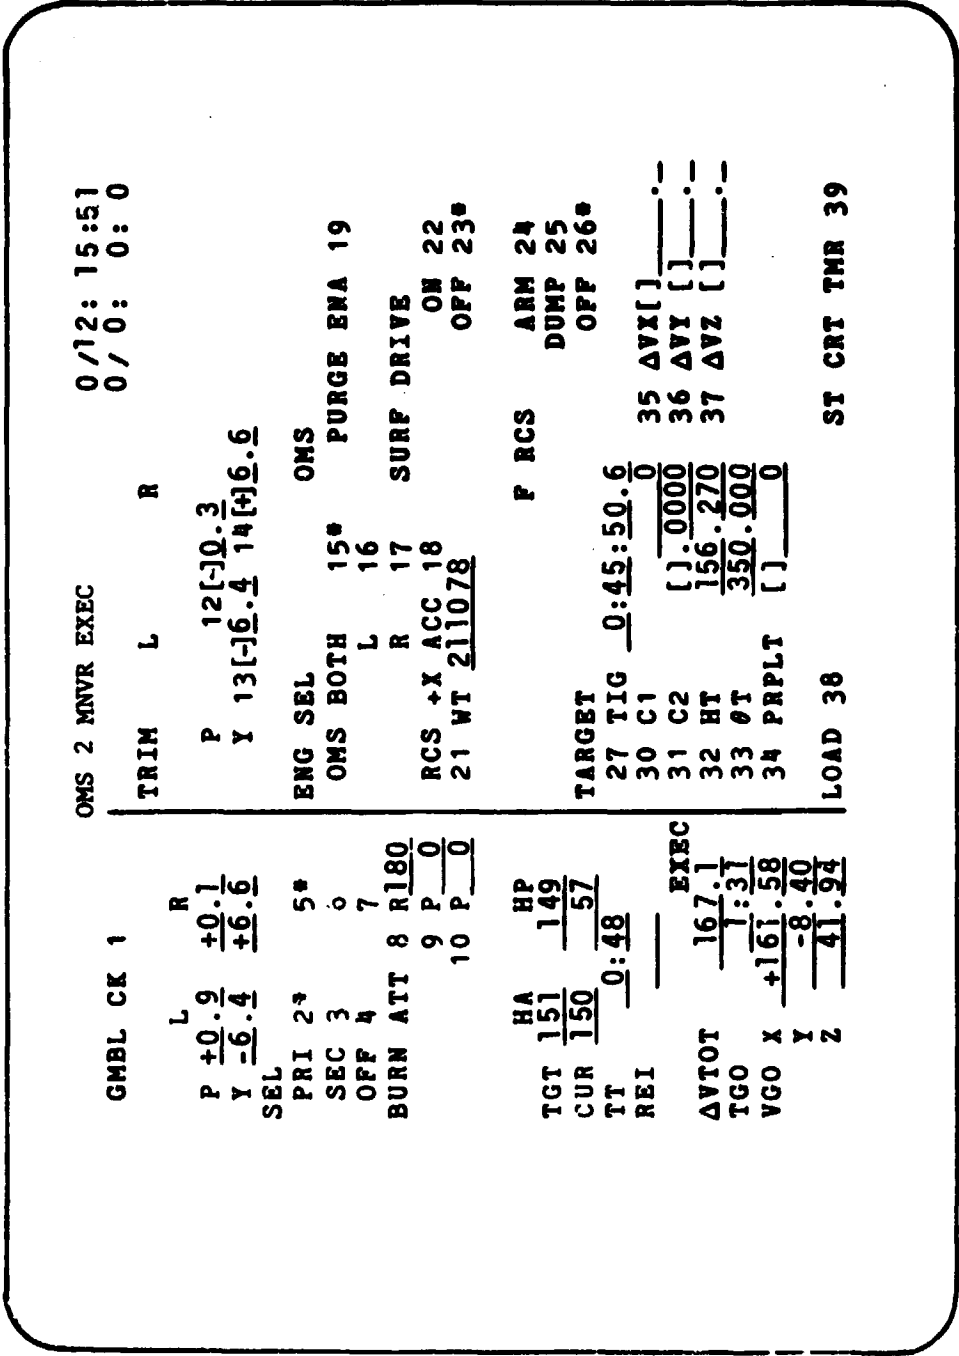 OMS 2 MNVR EXEC 0/12:15:51
0/ 0: 0: 0
GMBL CK 1 TRIM L R
L R P 12[-]0.3
P +0.9 +0.1 Y 13[-]6.4 14[+]6.6
Y -6.4 +6.6
SEL ENG SEL OMS
PRI 2* 5* OMS BOTH 15* PURGE ENA 19
SEC 3 6 L 16
OFF 4 7 R 17 SURF DRIVE
BURN ATT 8 R180 RCS +X ACC 18 ON 22
9 P 0 21 WT 211078 OFF 23*
10 P 0
F RCS ARM 24
HA HP DUMP 25
TGT 151 149 OFF 26*
CUR 150 57 TARGET
TT 0:48 27 TIG 0:45:50.6
REI 30 C1 0 35 ΔVX[]___._
EXEC 31 C2 [].0000 36 ΔVY []___._
ΔVTOT 167.1 32 HT 156.270 37 ΔVZ []___._
TGO 1:31 33 θT 350.000
VGO X +161.58 34 PRPLT [] 0
Y -8.40
Z 41.94 LOAD 38 ST CRT TMR 39